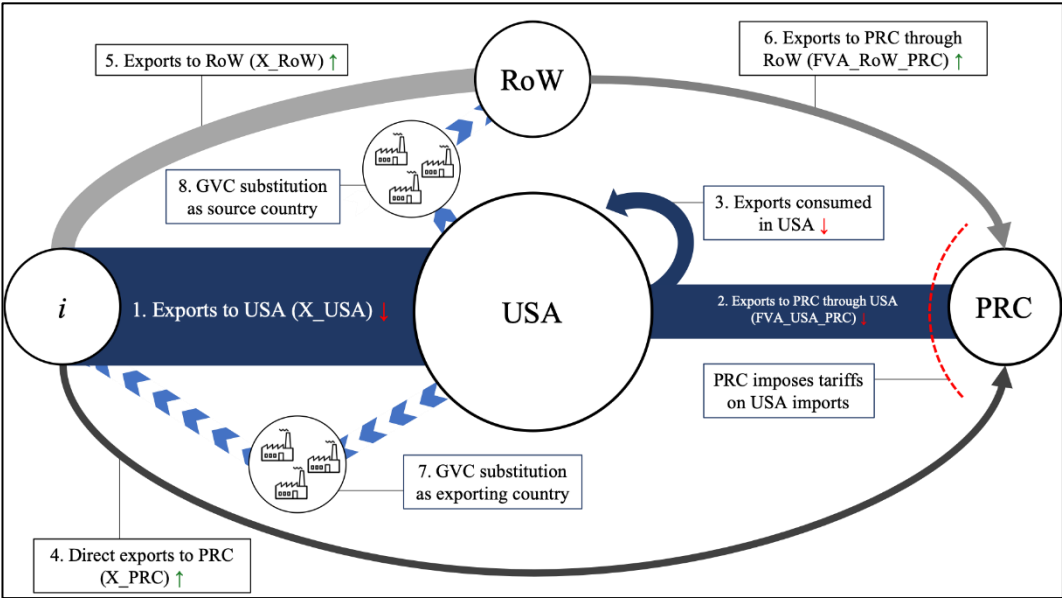 5. Exports to RoW (X_RoW) ↑
6. Exports to PRC through
RoW (FVA_RoW_PRC) ↑
RoW
8. GVC substitution
as source country
3. Exports consumed
in USA ↓
i
1. Exports to USA (X_USA) ↓
USA
2. Exports to PRC through USA
(FVA_USA_PRC) ↓
PRC
PRC imposes tariffs
on USA imports
7. GVC substitution
as exporting country
4. Direct exports to PRC
(X_PRC) ↑